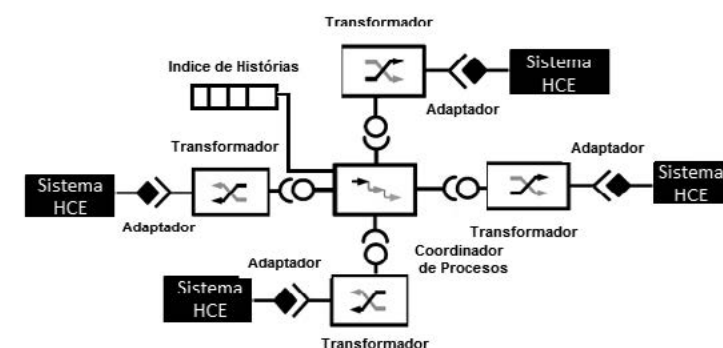 Transformador
Indice de Histórias
Sistema
HCE
Adaptador
Transformador
Adaptador
Sistema
HCE
Adaptador
Sistema
HCE
Transformador
Coordinador
de Procesos
Adaptador
Sistema
HCE
Transformador